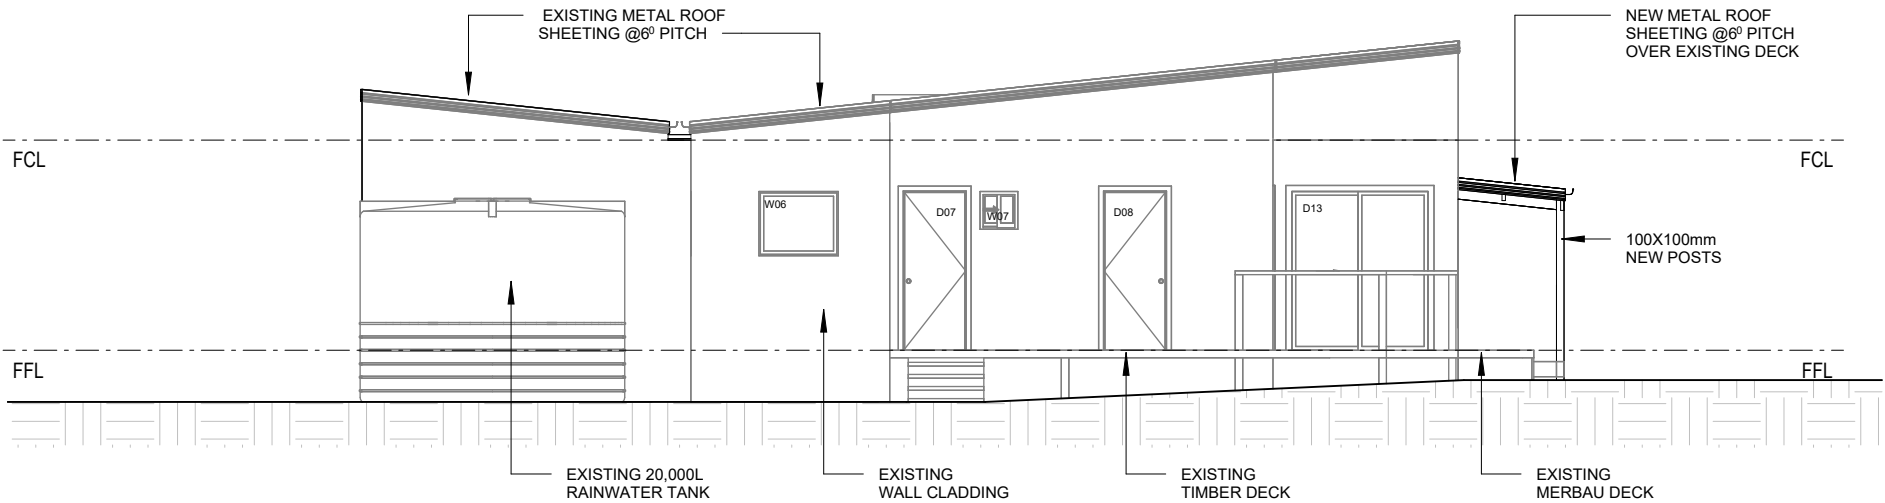 EXISTING METAL ROOF
SHEETING @6⁰ PITCH
NEW METAL ROOF
SHEETING @6⁰ PITCH
OVER EXISTING DECK
FCL
FCL
W06
D07
W07
D08
D13
100X100mm
NEW POSTS
FFL
FFL
EXISTING 20,000L
RAINWATER TANK
EXISTING
WALL CLADDING
EXISTING
TIMBER DECK
EXISTING
MERBAU DECK